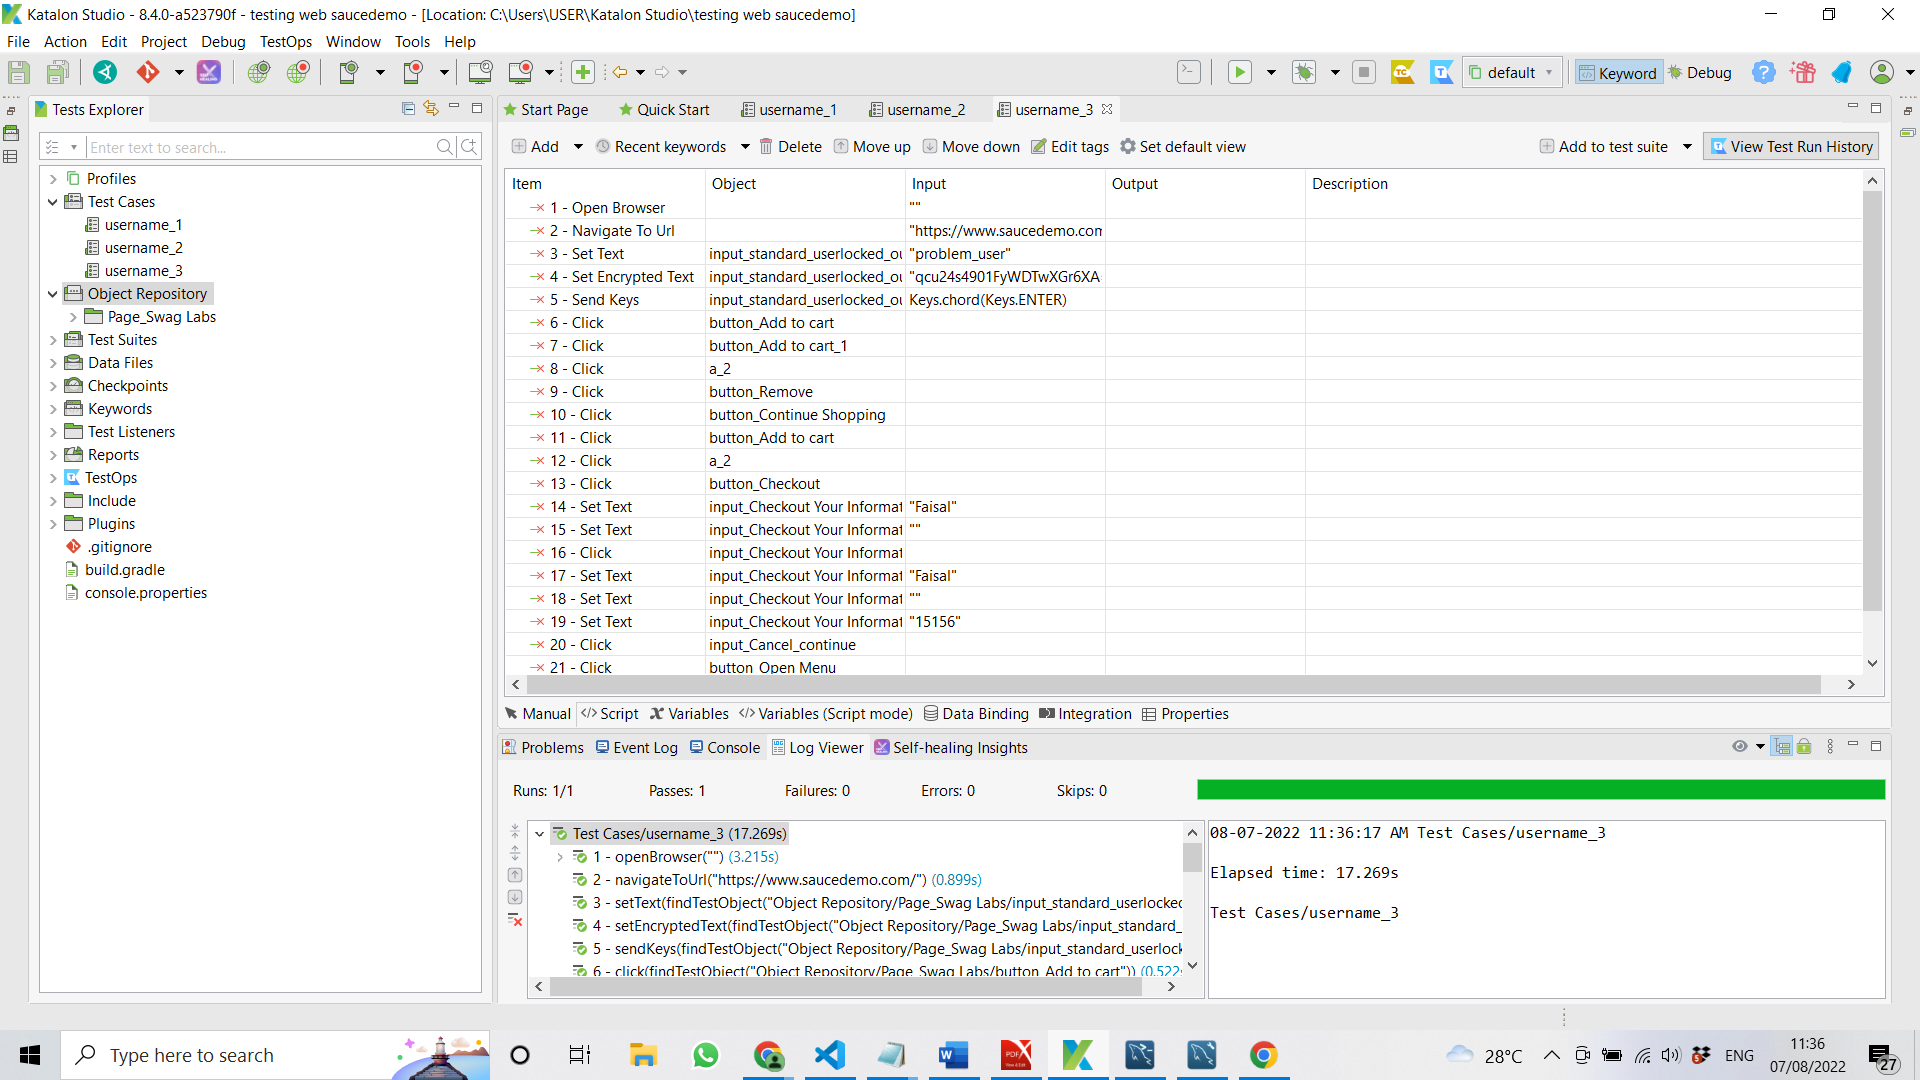 Katalon Studio - 8.4.0-a523790f - testing web saucedemo - [Location: C:\Users\USER\Katalon Studio\testing web saucedemo]
File Action Edit Project Debug TestOps Window Tools Help
default Keyword Debug
Tests Explorer
Enter text to search...
Profiles
Test Cases
username_1
username_2
username_3
Object Repository
Page_Swag Labs
Test Suites
Data Files
Checkpoints
Keywords
Test Listeners
Reports
TestOps
Include
Plugins
.gitignore
build.gradle
console.properties
Start Page Quick Start username_1 username_2 username_3
Add Recent keywords Delete Move up Move down Edit tags Set default view Add to test suite View Test Run History
Item Object Input Output Description
1 - Open Browser ""
2 - Navigate To Url "https://www.saucedemo.com
3 - Set Text input_standard_userlocked_ou "problem_user"
4 - Set Encrypted Text input_standard_userlocked_ou "qcu24s4901FyWDTwXGr6XA
5 - Send Keys input_standard_userlocked_ou Keys.chord(Keys.ENTER)
6 - Click button_Add to cart
7 - Click button_Add to cart_1
8 - Click a_2
9 - Click button_Remove
10 - Click button_Continue Shopping
11 - Click button_Add to cart
12 - Click a_2
13 - Click button_Checkout
14 - Set Text input_Checkout Your Informat "Faisal"
15 - Set Text input_Checkout Your Informat ""
16 - Click input_Checkout Your Informat
17 - Set Text input_Checkout Your Informat "Faisal"
18 - Set Text input_Checkout Your Informat ""
19 - Set Text input_Checkout Your Informat "15156"
20 - Click input_Cancel_continue
21 - Click button_Open Menu
Manual Script Variables Variables (Script mode) Data Binding Integration Properties
Problems Event Log Console Log Viewer Self-healing Insights
Runs: 1/1 Passes: 1 Failures: 0 Errors: 0 Skips: 0
Test Cases/username_3 (17.269s)
1 - openBrowser("") (3.215s)
2 - navigateToUrl("https://www.saucedemo.com/") (0.899s)
3 - setText(findTestObject("Object Repository/Page_Swag Labs/input_standard_userlocked
4 - setEncryptedText(findTestObject("Object Repository/Page_Swag Labs/input_standard_
5 - sendKeys(findTestObject("Object Repository/Page_Swag Labs/input_standard_userlock
6 - click(findTestObject("Object Repository/Page_Swag Labs/button_Add to cart")) (0.522s
08-07-2022 11:36:17 AM Test Cases/username_3
Elapsed time: 17.269s
Test Cases/username_3
Type here to search
28°C ENG
11:36
07/08/2022
27